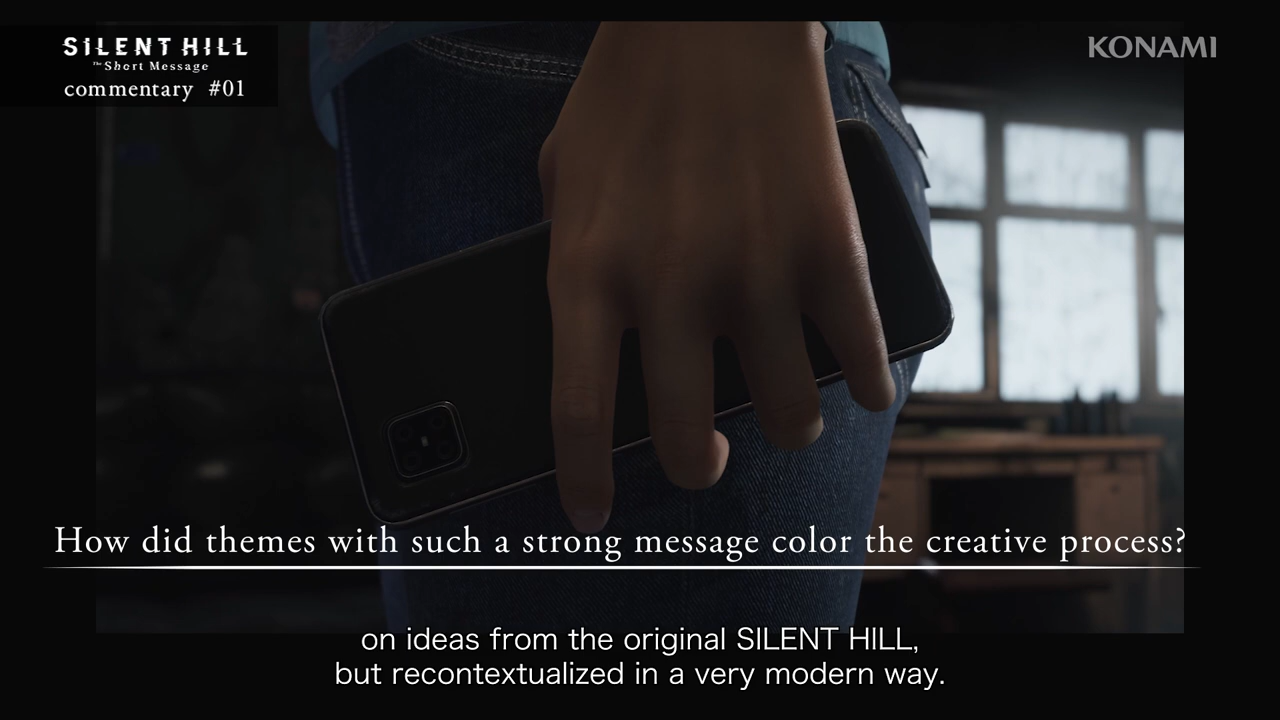 SILENT HILL
The Short Message
commentary #01
KONAMI
How did themes with such a strong message color the creative process?
on ideas from the original SILENT HILL,
but recontextualized in a very modern way.